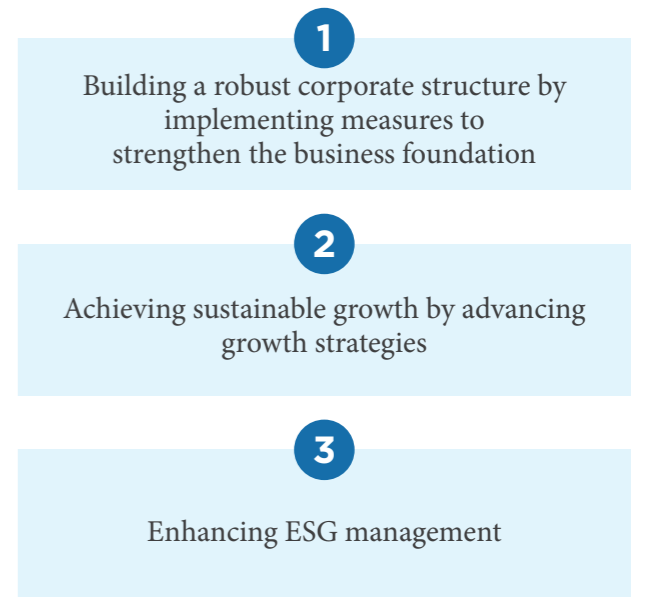 1
Building a robust corporate structure by
implementing measures to
strengthen the business foundation
2
Achieving sustainable growth by advancing
growth strategies
3
Enhancing ESG management